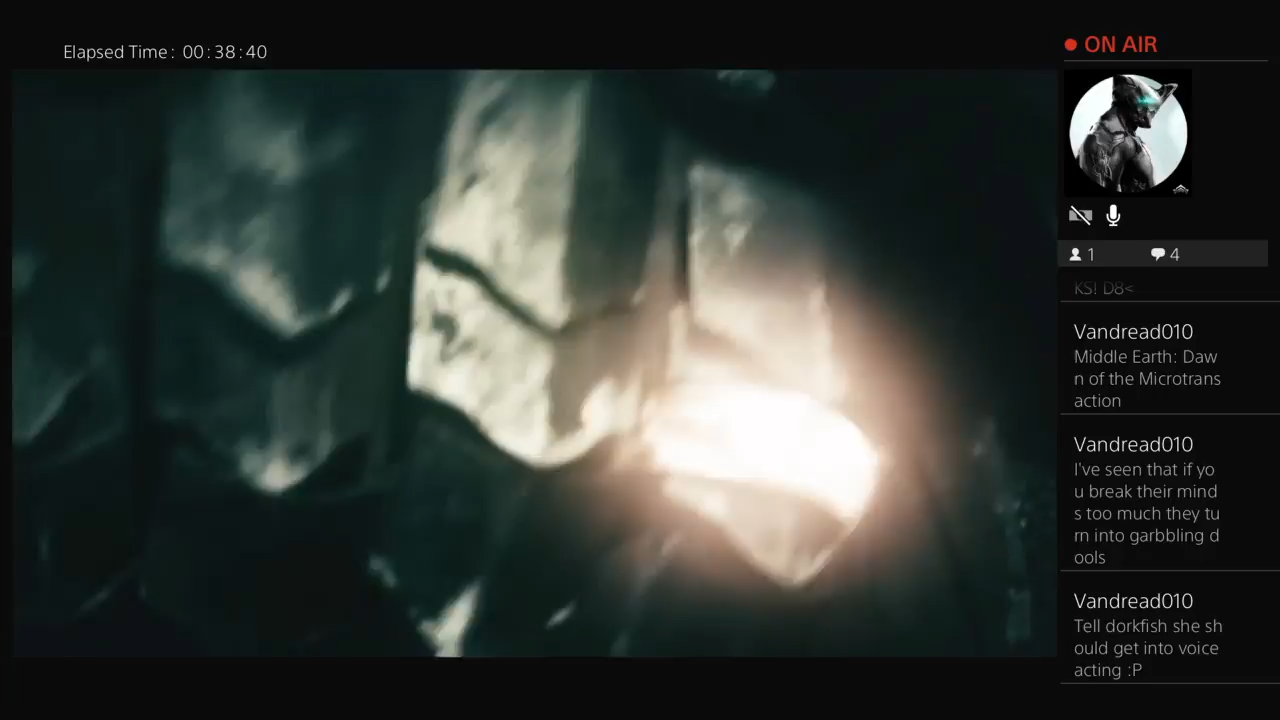 Elapsed Time: 00:38:40
ON AIR
1
4
KS! D8<
Vandread010
Middle Earth: Daw
n of the Microtrans
action
Vandread010
I've seen that if yo
u break their mind
s too much they tu
rn into garbbling d
ools
Vandread010
Tell dorkfish she sh
ould get into voice
acting :P